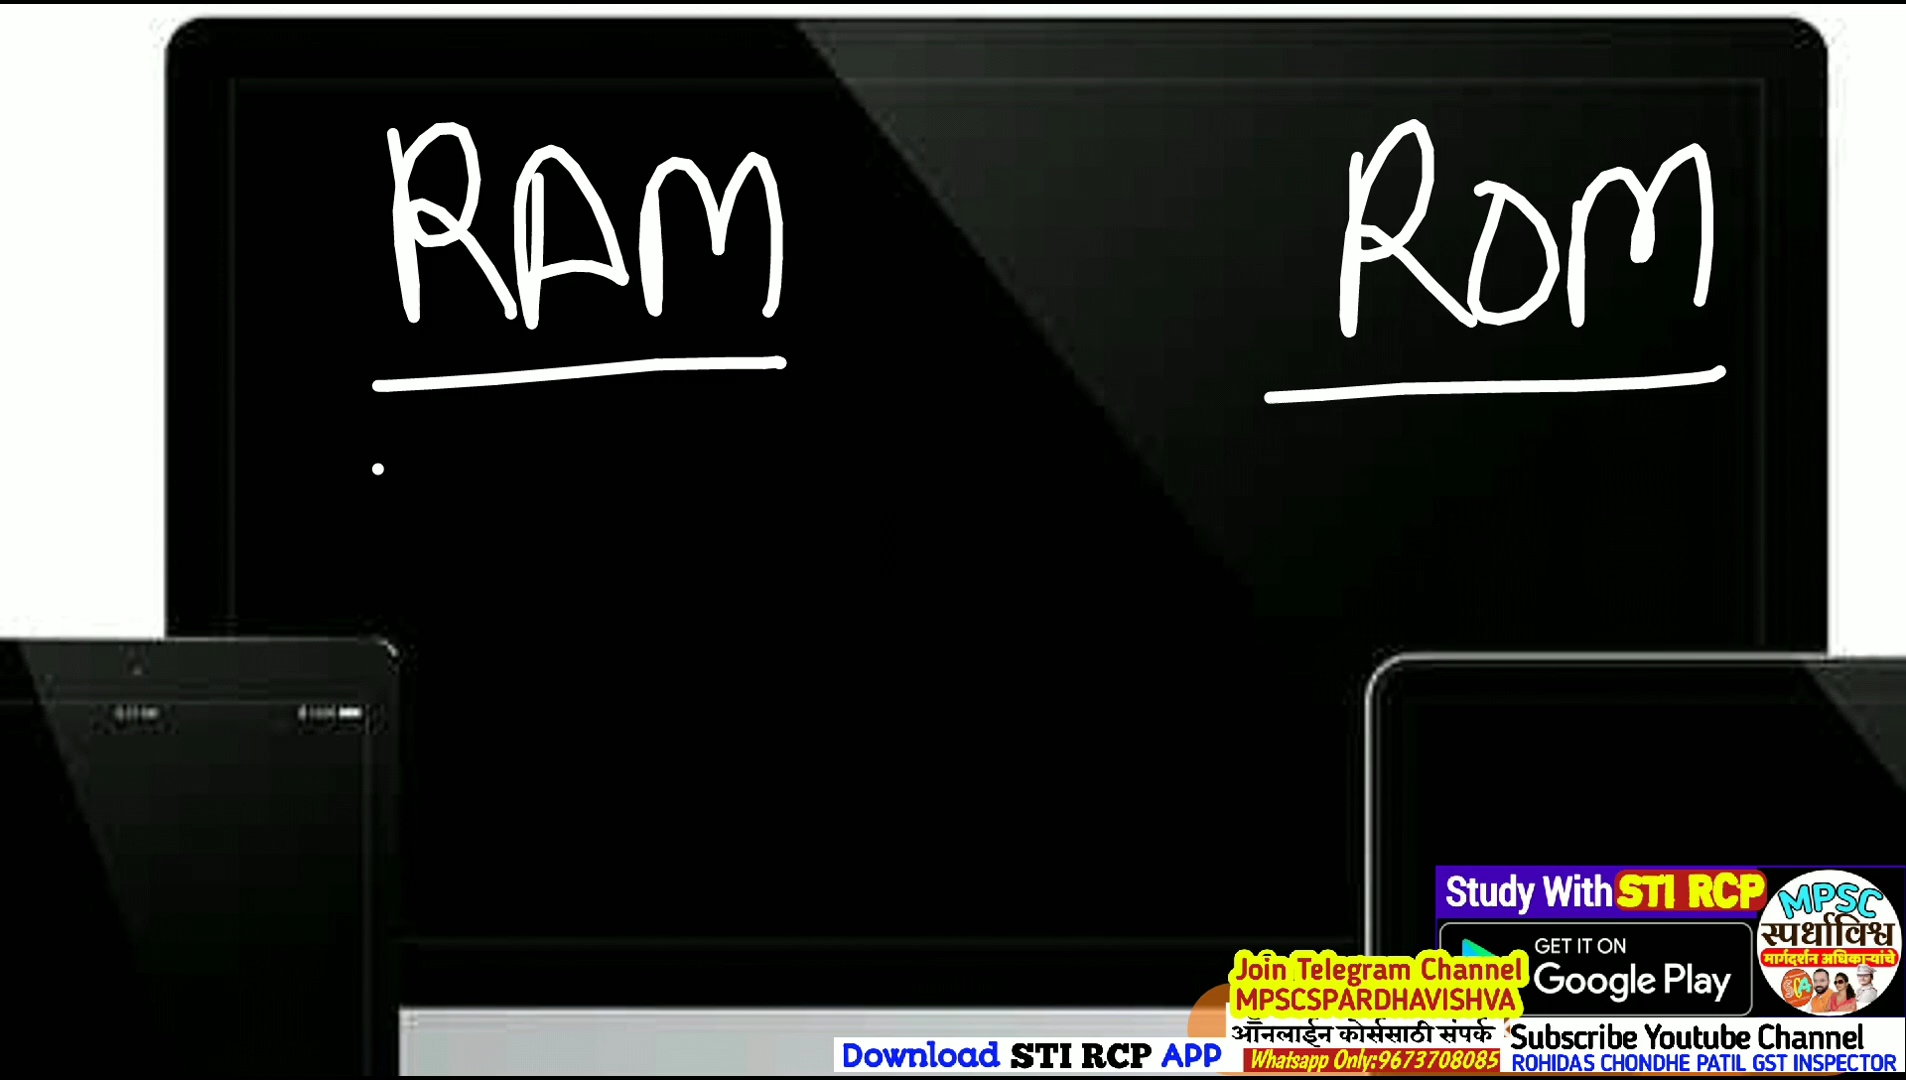 RAM ROM
Study With STI RCP
MPSC
स्पर्धाविश्व
मार्गदर्शन अधिकाऱ्यांचे
GET IT ON
Google Play
Join Telegram Channel
MPSCSPARDHAVISHVA
ऑनलाईन कोर्ससाठी संपर्क
Whatsapp Only:9673708085
Download STI RCP APP
Subscribe Youtube Channel
ROHIDAS CHONDHE PATIL GST INSPECTOR